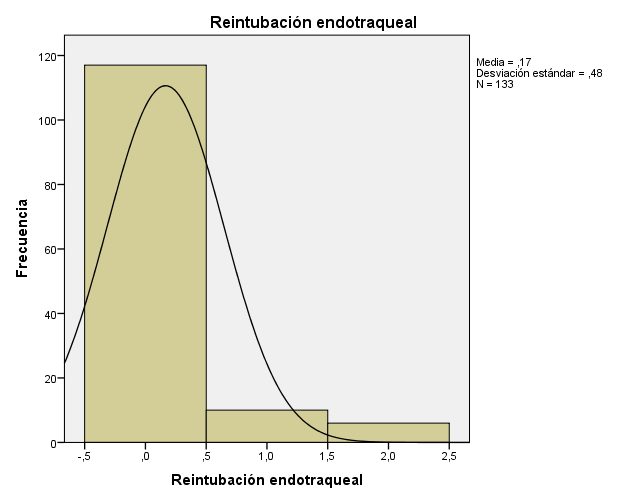 Reintubación endotraqueal
Media = ,17
Desviación estándar = ,48
N = 133
120
100
80
60
40
20
0
Frecuencia
-,5
,0
,5
1,0
1,5
2,0
2,5
Reintubación endotraqueal